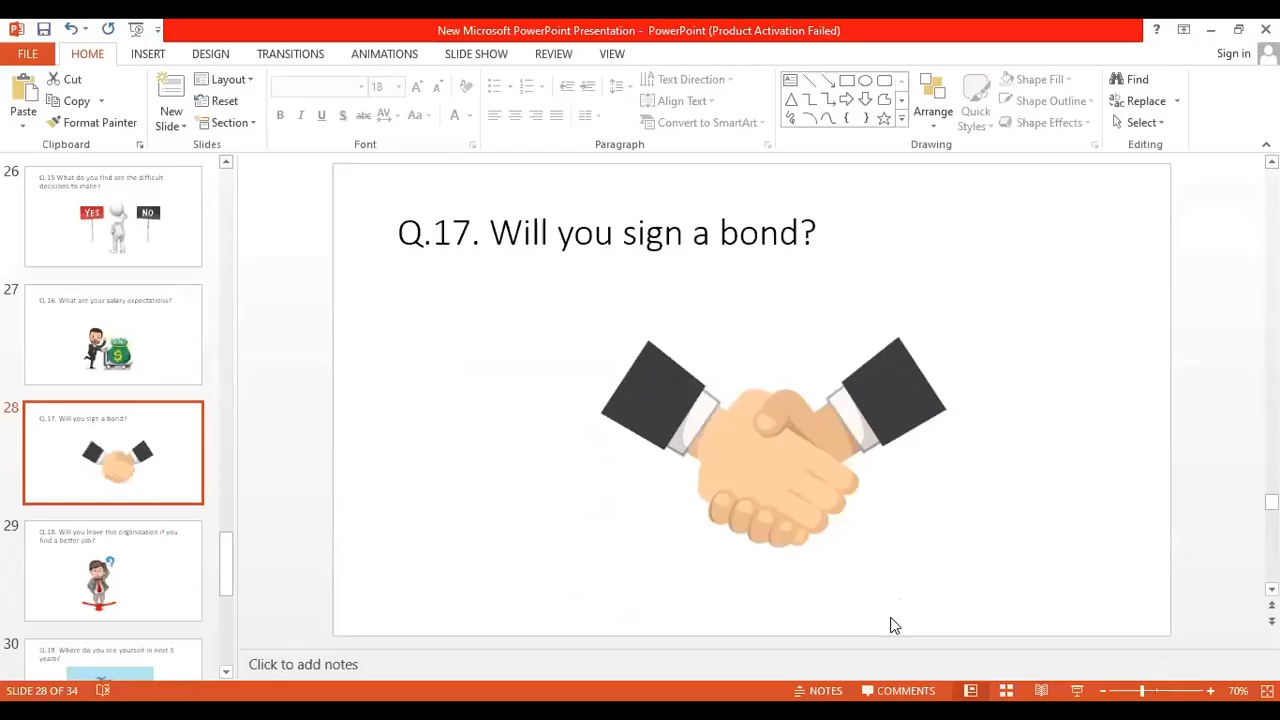 New Microsoft PowerPoint Presentation - PowerPoint (Product Activation Failed)
FILE HOME INSERT DESIGN TRANSITIONS ANIMATIONS SLIDE SHOW REVIEW VIEW Sign in
Paste
Cut
Copy
Format Painter
Clipboard
New
Slide
Layout
Reset
Section
Slides
18
Font
Text Direction
Align Text
Convert to SmartArt
Paragraph
Arrange
Quick
Styles
Shape Fill
Shape Outline
Shape Effects
Drawing
Find
Replace
Select
Editing
26
Q.15 What do you find are the difficult
decisions to make?
YES NO
27
Q.16. What are your salary expectations?
$
28
Q.17. Will you sign a bond?
29
Q.18. Will you leave this organization if you
find a better job?
30
Q.19. Where do you see yourself in next 5
years?
Q.17. Will you sign a bond?
Click to add notes
SLIDE 28 OF 34 NOTES COMMENTS 70%